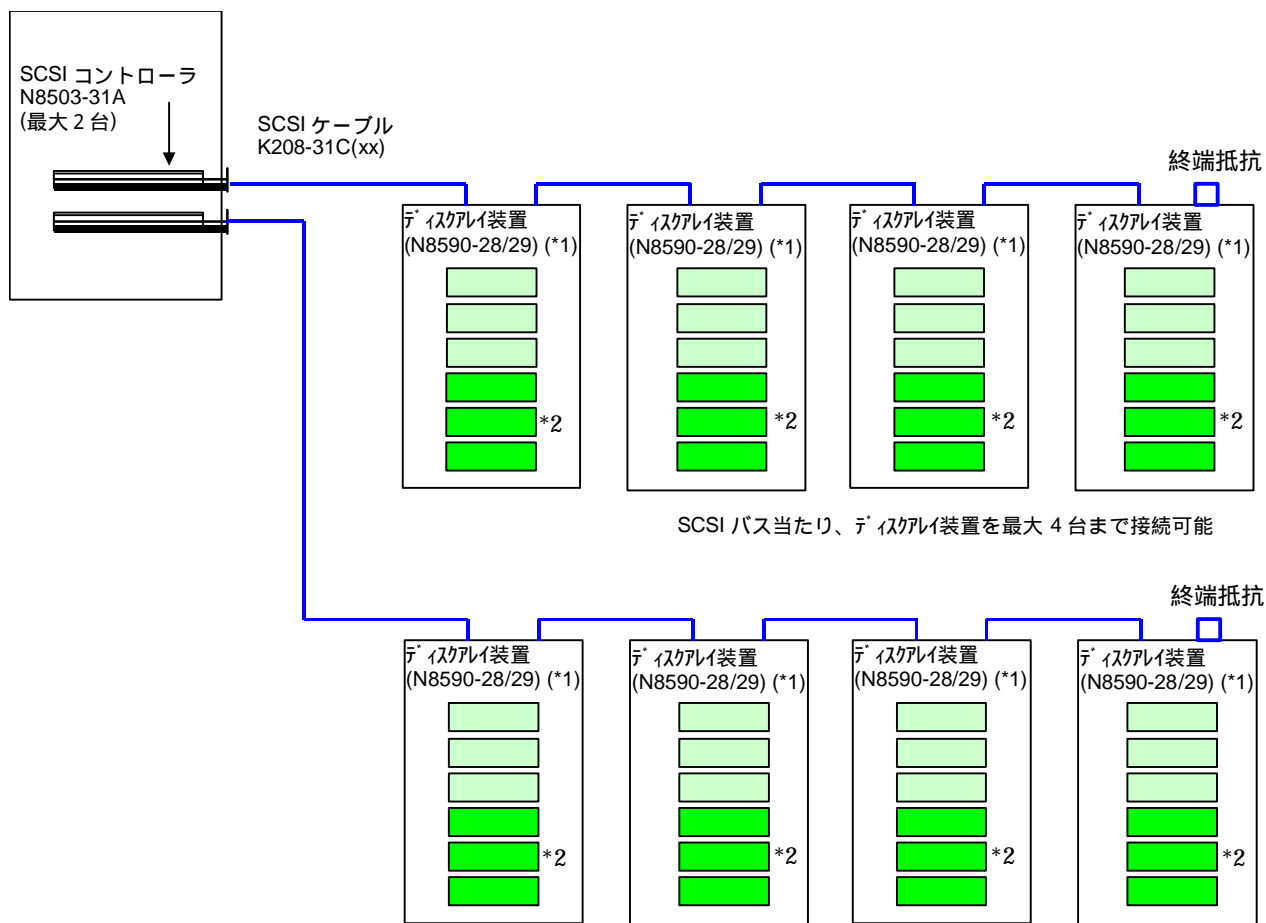 SCSI コントローラ
N8503-31A
(最大 2 台)
SCSI ケーブル
K208-31C(xx)
終端抵抗
ディスクアレイ装置
(N8590-28/29) (*1)
*2
ディスクアレイ装置
(N8590-28/29) (*1)
*2
ディスクアレイ装置
(N8590-28/29) (*1)
*2
ディスクアレイ装置
(N8590-28/29) (*1)
*2
SCSI バス当たり、ディスクアレイ装置を最大 4 台まで接続可能
終端抵抗
ディスクアレイ装置
(N8590-28/29) (*1)
*2
ディスクアレイ装置
(N8590-28/29) (*1)
*2
ディスクアレイ装置
(N8590-28/29) (*1)
*2
ディスクアレイ装置
(N8590-28/29) (*1)
*2